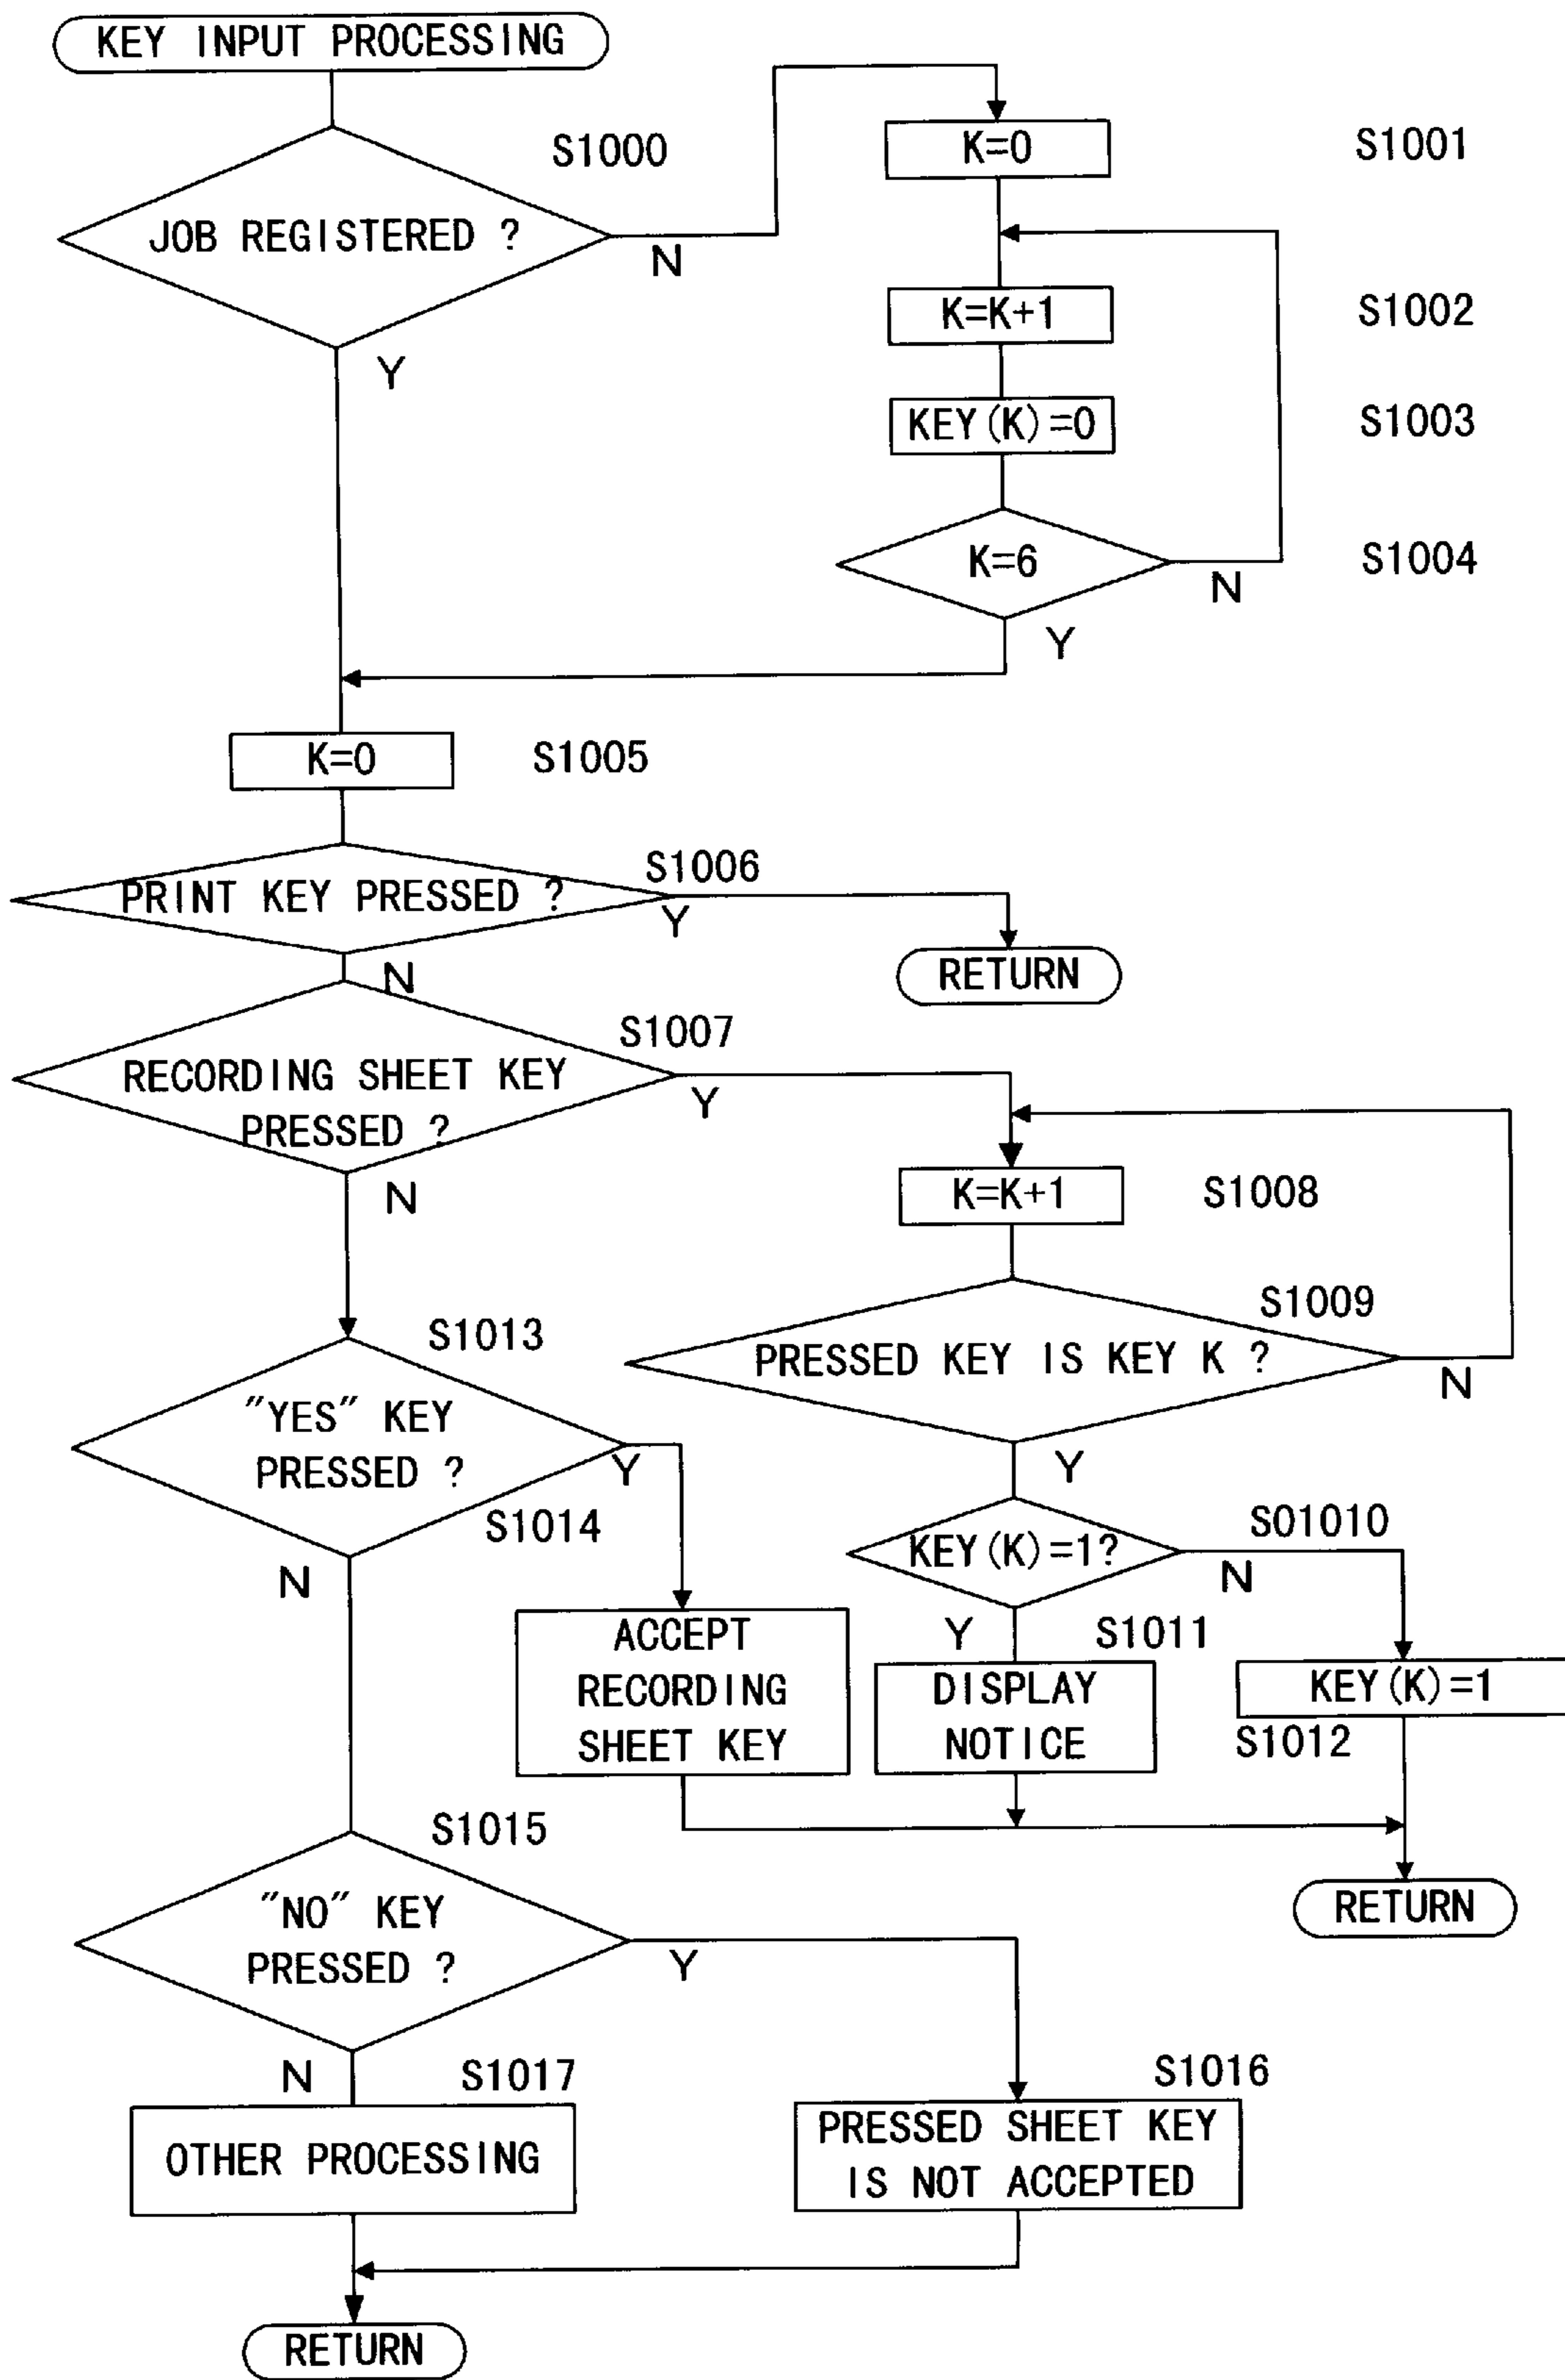 KEY INPUT PROCESSING
S1000
JOB REGISTERED ?
N
Y
K=0
S1001
K=K+1
S1002
KEY(K)=0
S1003
K=6
S1004
N
Y
K=0
S1005
PRINT KEY PRESSED ?
S1006
Y
N
RETURN
RECORDING SHEET KEY
PRESSED ?
S1007
Y
N
K=K+1
S1008
S1009
PRESSED KEY IS KEY K ?
N
Y
S1013
"YES" KEY
PRESSED ?
Y
N
S1014
ACCEPT
RECORDING
SHEET KEY
KEY(K)=1?
S01010
N
Y
S1011
DISPLAY
NOTICE
KEY(K)=1
S1012
RETURN
S1015
"NO" KEY
PRESSED ?
Y
N
S1017
OTHER PROCESSING
S1016
PRESSED SHEET KEY
IS NOT ACCEPTED
RETURN